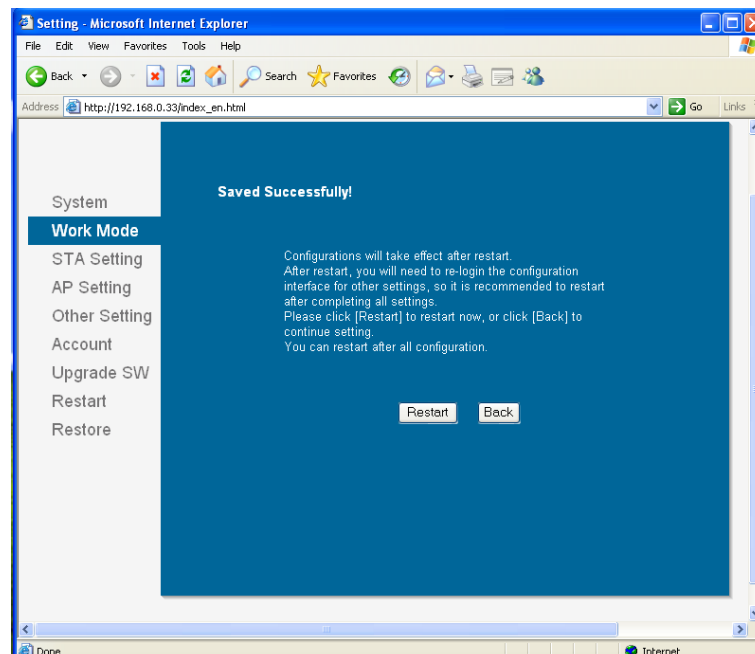 Setting - Microsoft Internet Explorer
File Edit View Favorites Tools Help
Back Search Favorites
Address http://192.168.0.33/index_en.html Go Links
System
Work Mode
STA Setting
AP Setting
Other Setting
Account
Upgrade SW
Restart
Restore
Saved Successfully!
Configurations will take effect after restart.
After restart, you will need to re-login the configuration
interface for other settings, so it is recommended to restart
after completing all settings.
Please click [Restart] to restart now, or click [Back] to
continue setting.
You can restart after all configuration.
Restart Back
Done Internet